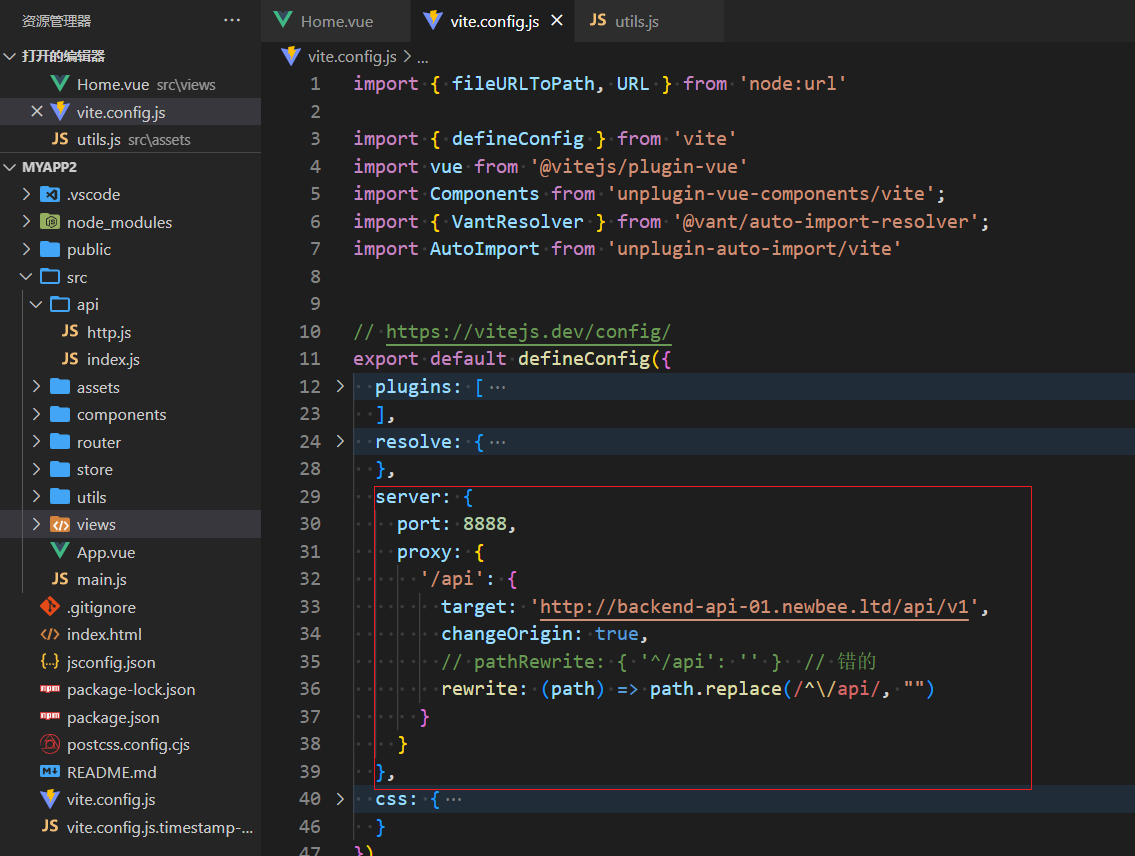 资源管理器
···
打开的编辑器
Home.vue src\views
vite.config.js
JS utils.js src\assets
MYAPP2
.vscode
node_modules
public
src
api
JS http.js
JS index.js
assets
components
router
store
utils
views
App.vue
JS main.js
.gitignore
index.html
jsconfig.json
package-lock.json
package.json
postcss.config.cjs
README.md
vite.config.js
JS vite.config.js.timestamp-...
Home.vue
vite.config.js
JS utils.js
vite.config.js > ...
1 import { fileURLToPath, URL } from 'node:url'
2
3 import { defineConfig } from 'vite'
4 import vue from '@vitejs/plugin-vue'
5 import Components from 'unplugin-vue-components/vite';
6 import { VantResolver } from '@vant/auto-import-resolver';
7 import AutoImport from 'unplugin-auto-import/vite'
8
9
10 // https://vitejs.dev/config/
11 export default defineConfig({
12 plugins: [ ···
23 ],
24 resolve: { ···
28 },
29 server: {
30 port: 8888,
31 proxy: {
32 '/api': {
33 target: 'http://backend-api-01.newbee.ltd/api/v1',
34 changeOrigin: true,
35 // pathRewrite: { '^/api': '' } // 错的
36 rewrite: (path) => path.replace(/^\/api/, "")
37 }
38 }
39 },
40 css: { ···
46 }
47 })